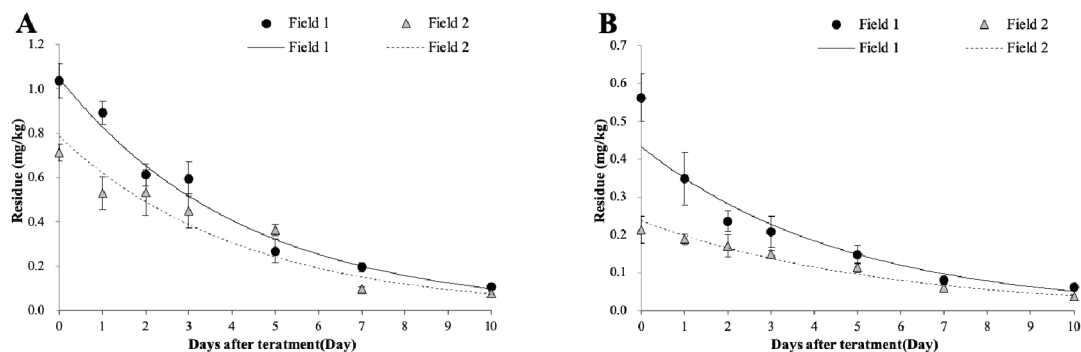 A
Field 1 Field 2
Field 1 Field 2
Residue (mg/kg)
1.2
1.0
0.8
0.6
0.4
0.2
0.0
0 1 2 3 4 5 6 7 8 9 10
Days after teratment(Day)
B
Field 1 Field 2
Field 1 Field 2
Residue (mg/kg)
0.7
0.6
0.5
0.4
0.3
0.2
0.1
0.0
0 1 2 3 4 5 6 7 8 9 10
Days after teratment(Day)